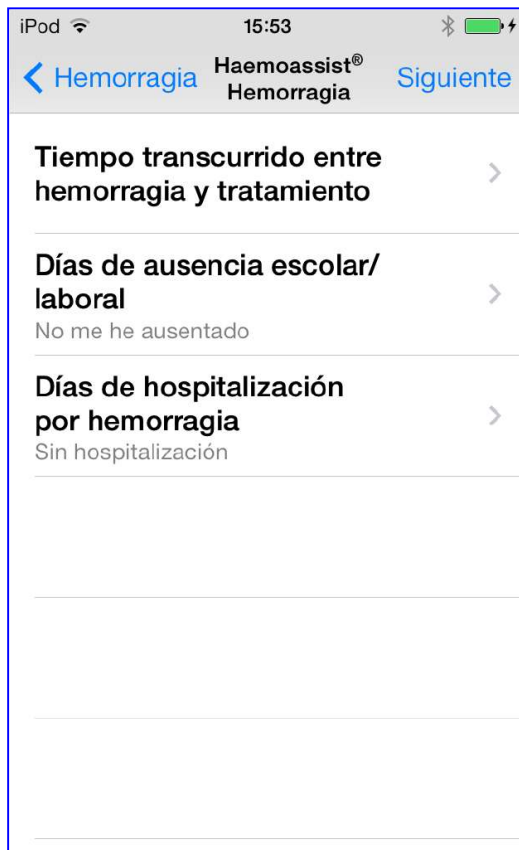 iPod 15:53
Hemorragia Haemoassist® Siguiente
Hemorragia
Tiempo transcurrido entre
hemorragia y tratamiento
Días de ausencia escolar/
laboral
No me he ausentado
Días de hospitalización
por hemorragia
Sin hospitalización